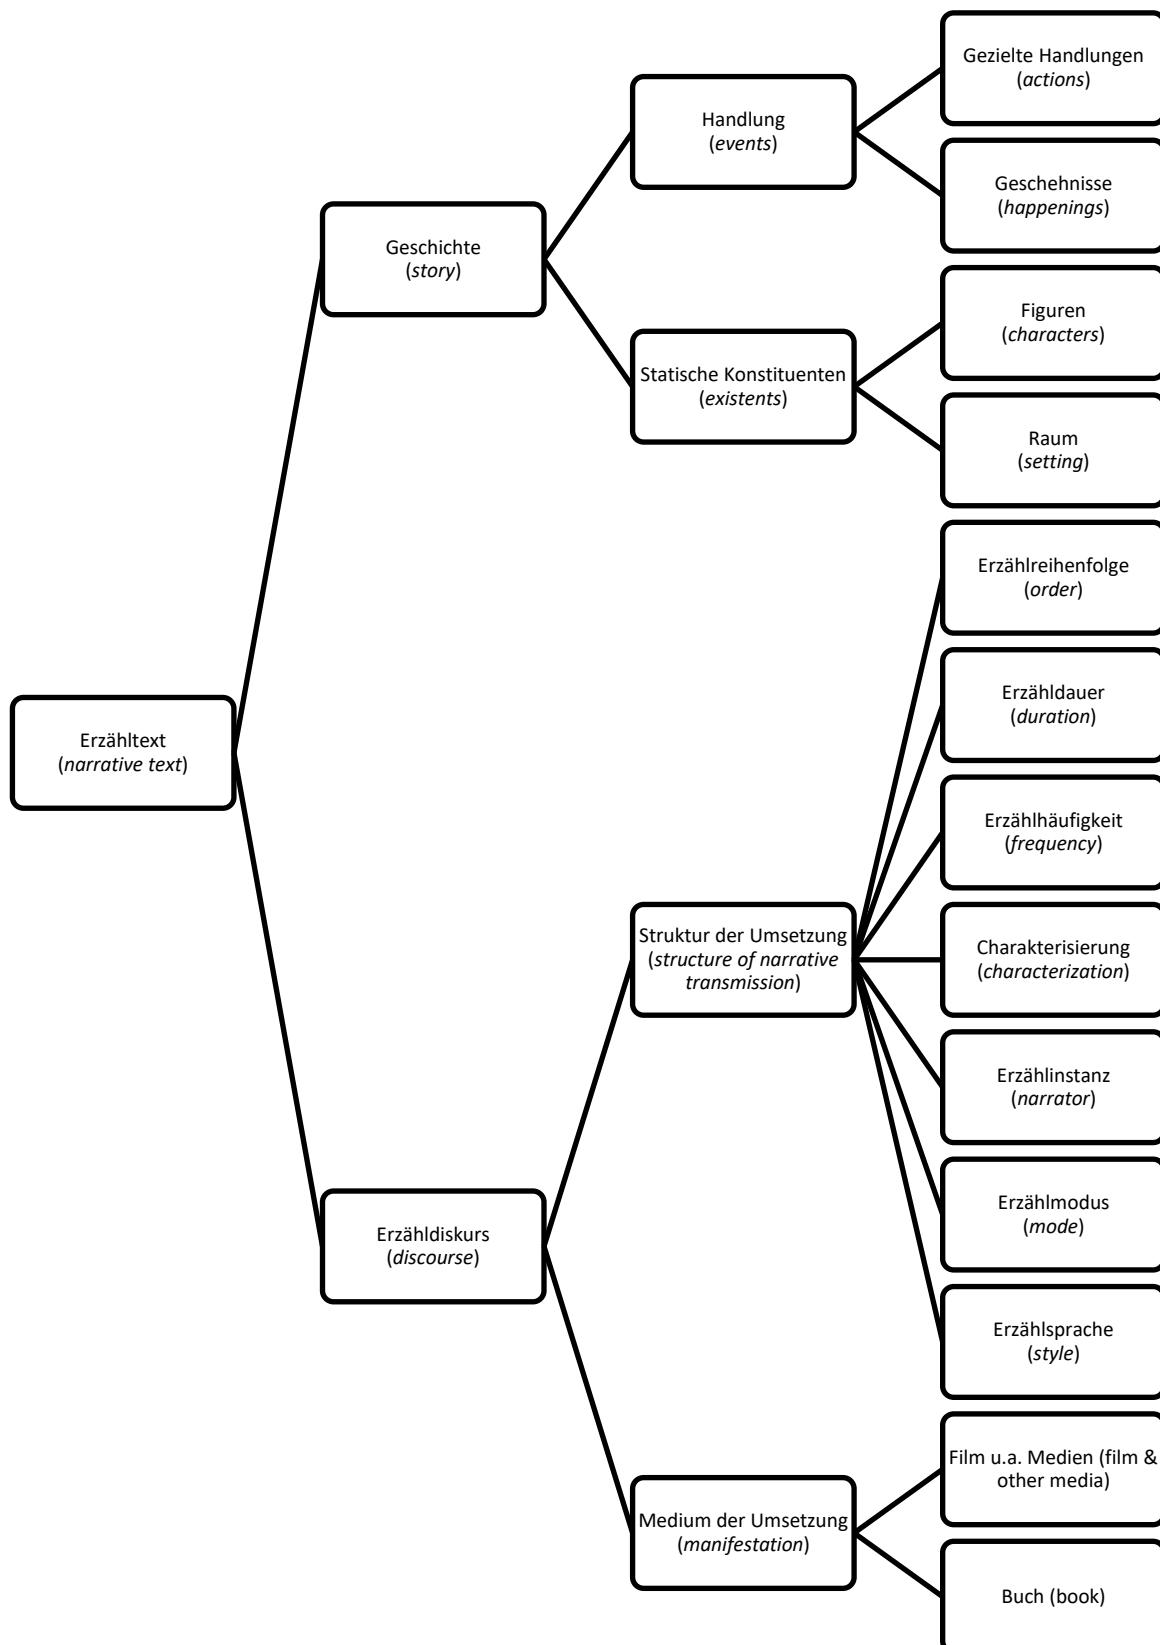 Gezielte Handlungen
(actions)
Handlung
(events)
Geschehnisse
(happenings)
Geschichte
(story)
Figuren
(characters)
Statische Konstituenten
(existents)
Raum
(setting)
Erzählreihenfolge
(order)
Erzähldauer
(duration)
Erzähltext
(narrative text)
Erzählhäufigkeit
(frequency)
Struktur der Umsetzung
(structure of narrative
transmission)
Charakterisierung
(characterization)
Erzählinstanz
(narrator)
Erzählmodus
(mode)
Erzähldiskurs
(discourse)
Erzählsprache
(style)
Film u.a. Medien (film &
other media)
Medium der Umsetzung
(manifestation)
Buch (book)